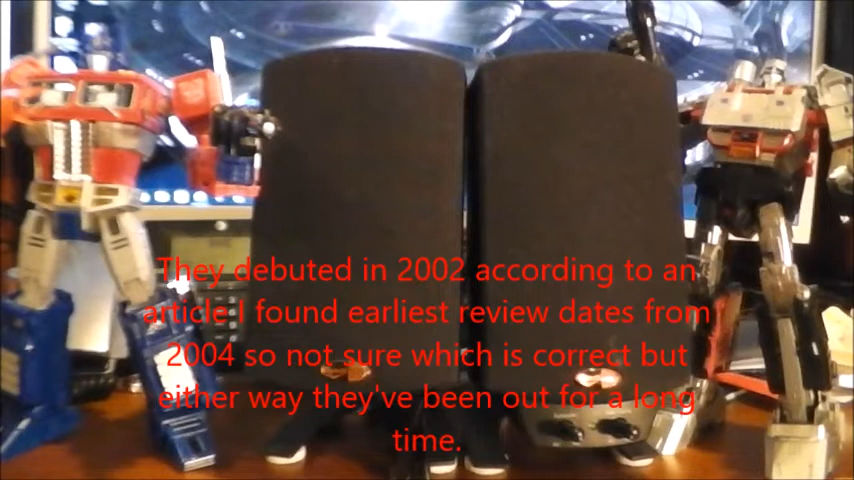 They debuted in 2002 according to an
article I found earliest review dates from
2004 so not sure which is correct but
either way they've been out for a long
time.